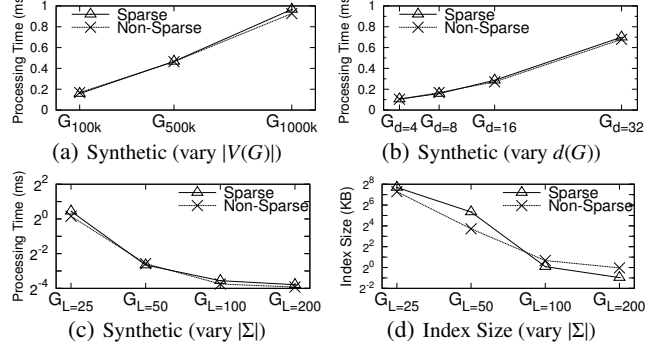 Processing Time (ms)
1
0.8
0.6
0.4
0.2
0
Sparse
Non-Sparse
G100k
G500k
G1000k
(a) Synthetic (vary |V(G)|)
Processing Time (ms)
1
0.8
0.6
0.4
0.2
0
Sparse
Non-Sparse
Gd=4
Gd=8
Gd=16
Gd=32
(b) Synthetic (vary d(G))
Processing Time (ms)
2^2
2^0
2^-2
2^-4
Sparse
Non-Sparse
GL=25
GL=50
GL=100
GL=200
(c) Synthetic (vary |Σ|)
Index Size (KB)
2^8
2^6
2^4
2^2
2^0
2^-2
Sparse
Non-Sparse
GL=25
GL=50
GL=100
GL=200
(d) Index Size (vary |Σ|)